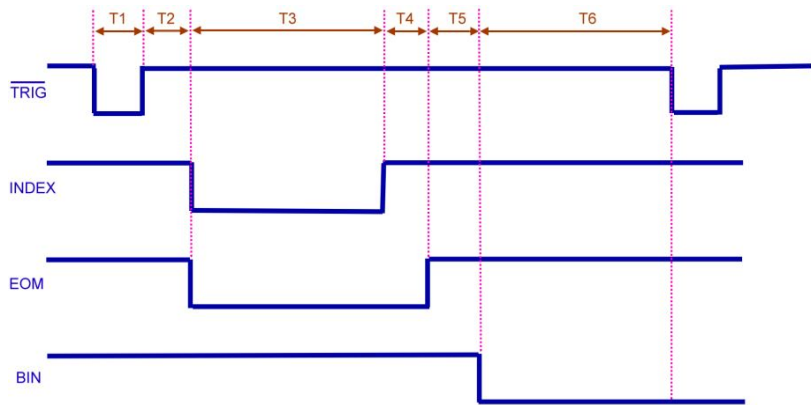 T1 T2 T3 T4 T5 T6
TRIG
INDEX
EOM
BIN